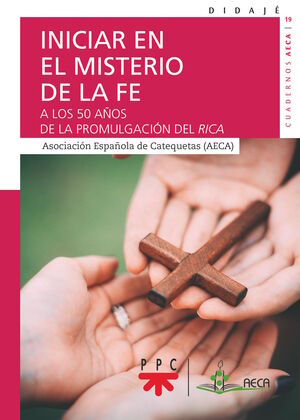 DIDAJÉ
CUADERNOS AECA | 19
INICIAR EN
EL MISTERIO
DE LA FE
A LOS 50 AÑOS
DE LA PROMULGACIÓN DEL RICA
Asociación Española de Catequetas (AECA)
PPC
AECA